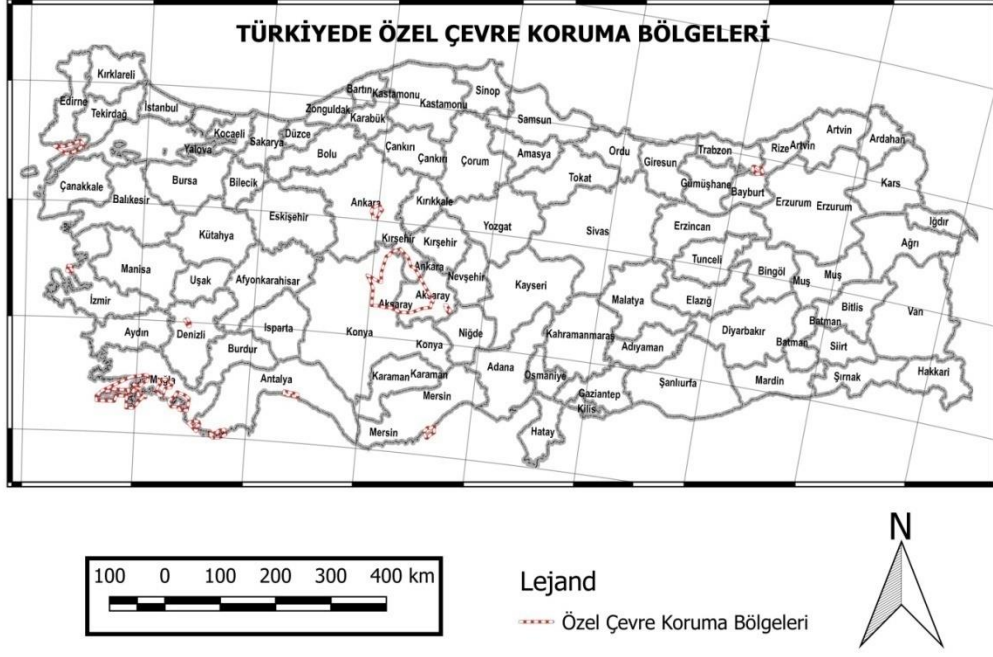 TÜRKİYEDE ÖZEL ÇEVRE KORUMA BÖLGELERİ
Kırklareli
Edirne
Tekirdağ
İstanbul
Kocaeli
Yalova
Sakarya
Düzce
Zonguldak
Bartın
Kastamonu
Karabük
Kastamonu
Sinop
Samsun
Çankırı
Çankırı
Çorum
Amasya
Tokat
Ordu
Giresun
Trabzon
Rize
Artvin
Artvin
Ardahan
Kars
Gümüşhane
Bayburt
Erzurum
Erzurum
Iğdır
Ağrı
Çanakkale
Balıkesir
Bursa
Bilecik
Bolu
Eskişehir
Ankara
Kırıkkale
Yozgat
Sivas
Erzincan
Tunceli
Kütahya
Manisa
Uşak
Afyonkarahisar
Kırşehir
Kırşehir
Ankara
Nevşehir
Kayseri
Malatya
Elazığ
Bingöl
Muş
Muş
Bitlis
Van
İzmir
Aydın
Denizli
Isparta
Burdur
Konya
Konya
Aksaray
Aksaray
Niğde
Kahramanmaraş
Adıyaman
Diyarbakır
Batman
Batman
Siirt
Şırnak
Hakkari
Mardin
Şanlıurfa
Gaziantep
Kilis
Osmaniye
Adana
Hatay
Karaman
Karaman
Mersin
Mersin
Antalya
Muğla
100 0 100 200 300 400 km
Lejand
Özel Çevre Koruma Bölgeleri
N